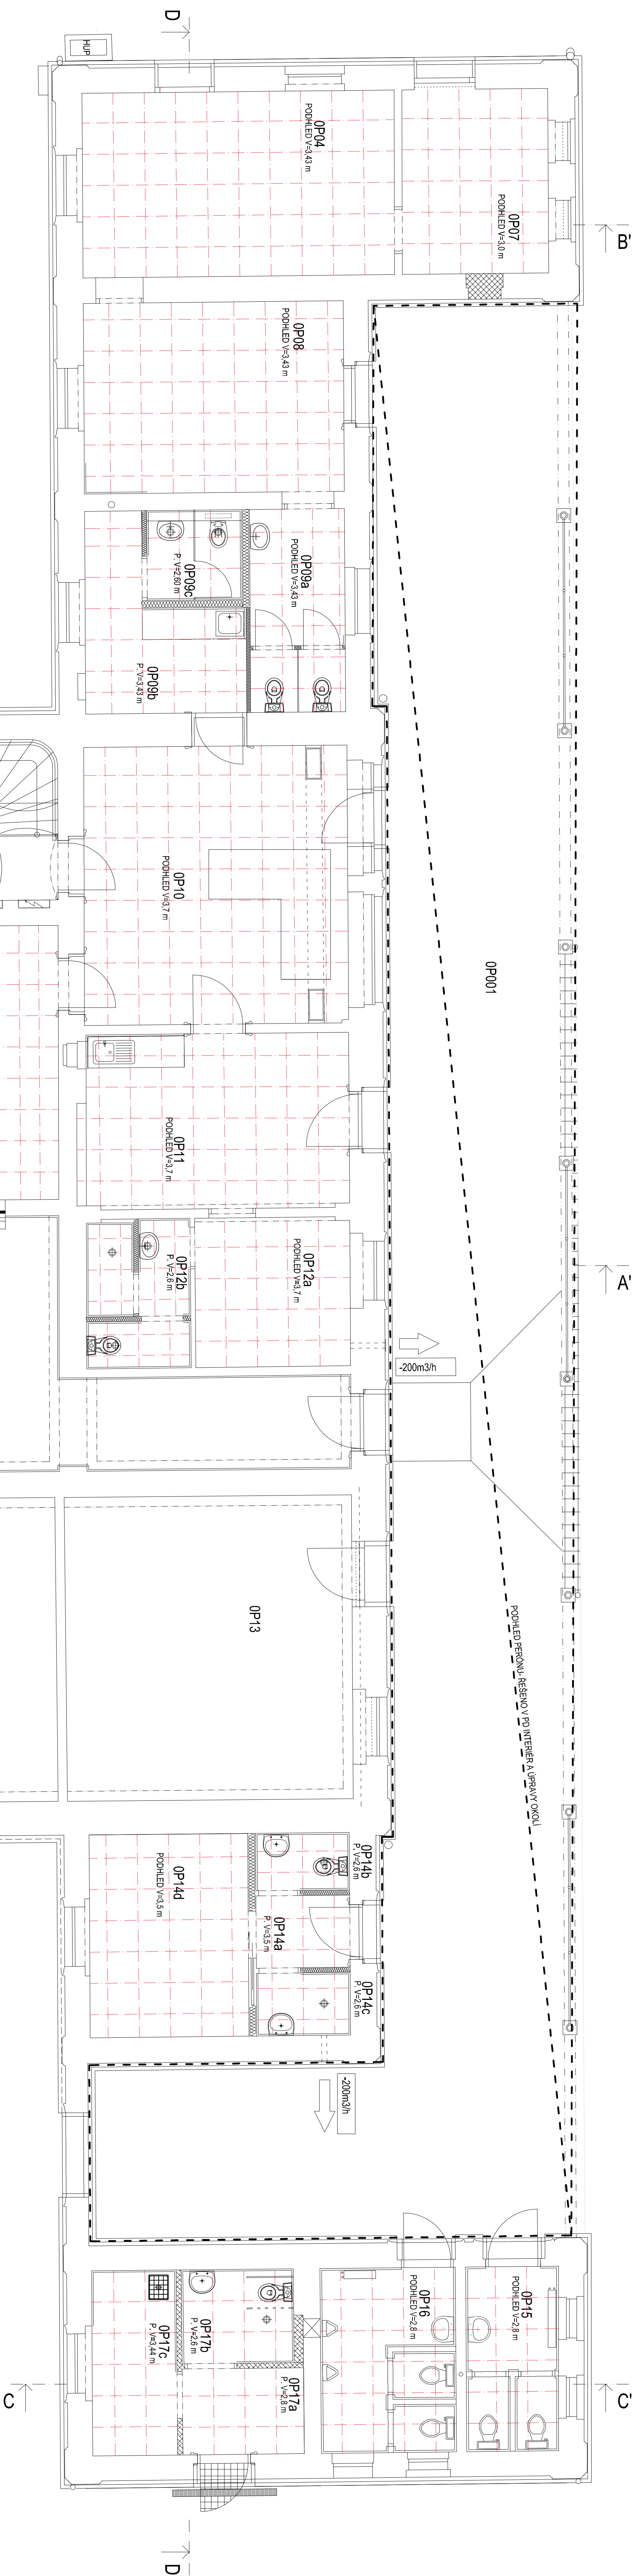 D
HUP
B'
0P04
PODHLED V=3,43 m
0P07
PODHLED V=3,0 m
0P08
PODHLED V=3,43 m
0P09a
PODHLED V=3,43 m
0P09c
P. V=2,60 m
0P09b
P. V=3,43 m
0P10
PODHLED V=3,7 m
0P001
0P11
PODHLED V=3,7 m
0P12a
PODHLED V=3,7 m
0P12b
P. V=2,6 m
A'
-200m3/h
0P13
PODHLED PERÓNU- ŘEŠENO V PD INTERIÉR A ÚPRAVY OKOLÍ
0P14b
P. V=2,6 m
0P14d
PODHLED V=3,5 m
0P14a
P. V=3,5 m
0P14c
P. V=2,6 m
-200m3/h
0P15
PODHLED V=2,8 m
0P16
PODHLED V=2,8 m
0P17b
P. V=2,6 m
0P17c
P. V=3,44 m
0P17a
P. V=2,8 m
C
C'
D